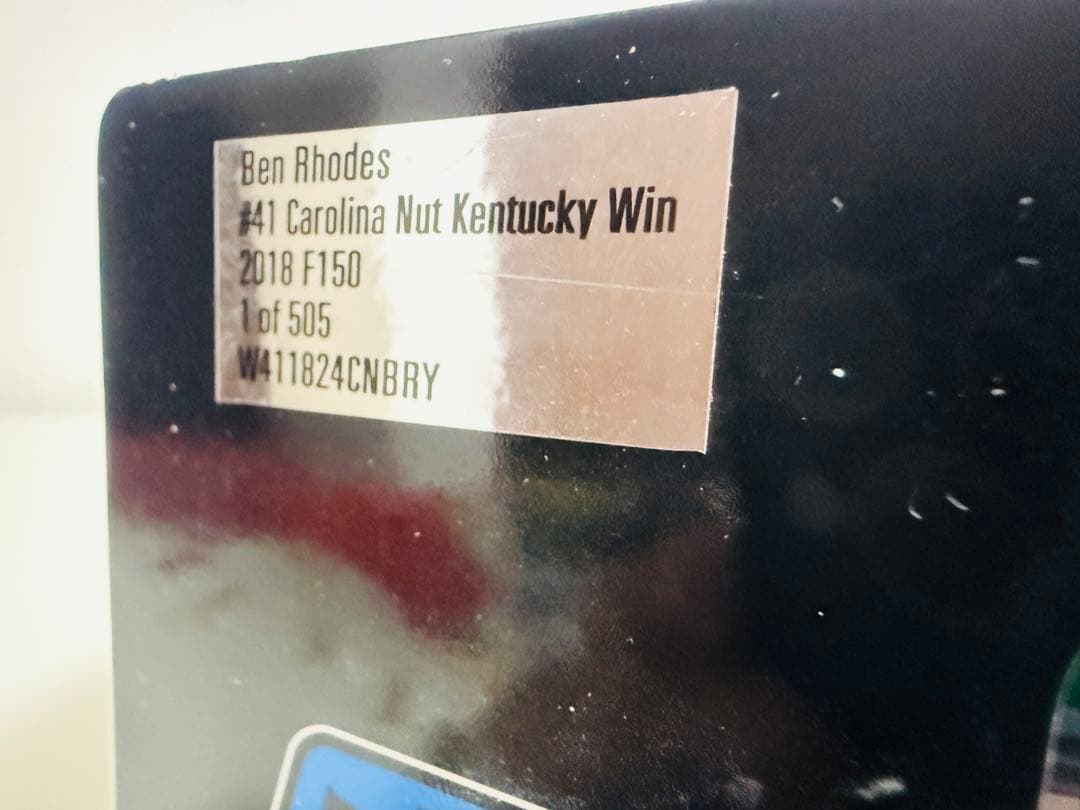 Ben Rhodes
#41 Carolina Nut Kentucky Win
2018 F150
1 of 505
W411824CNBRY